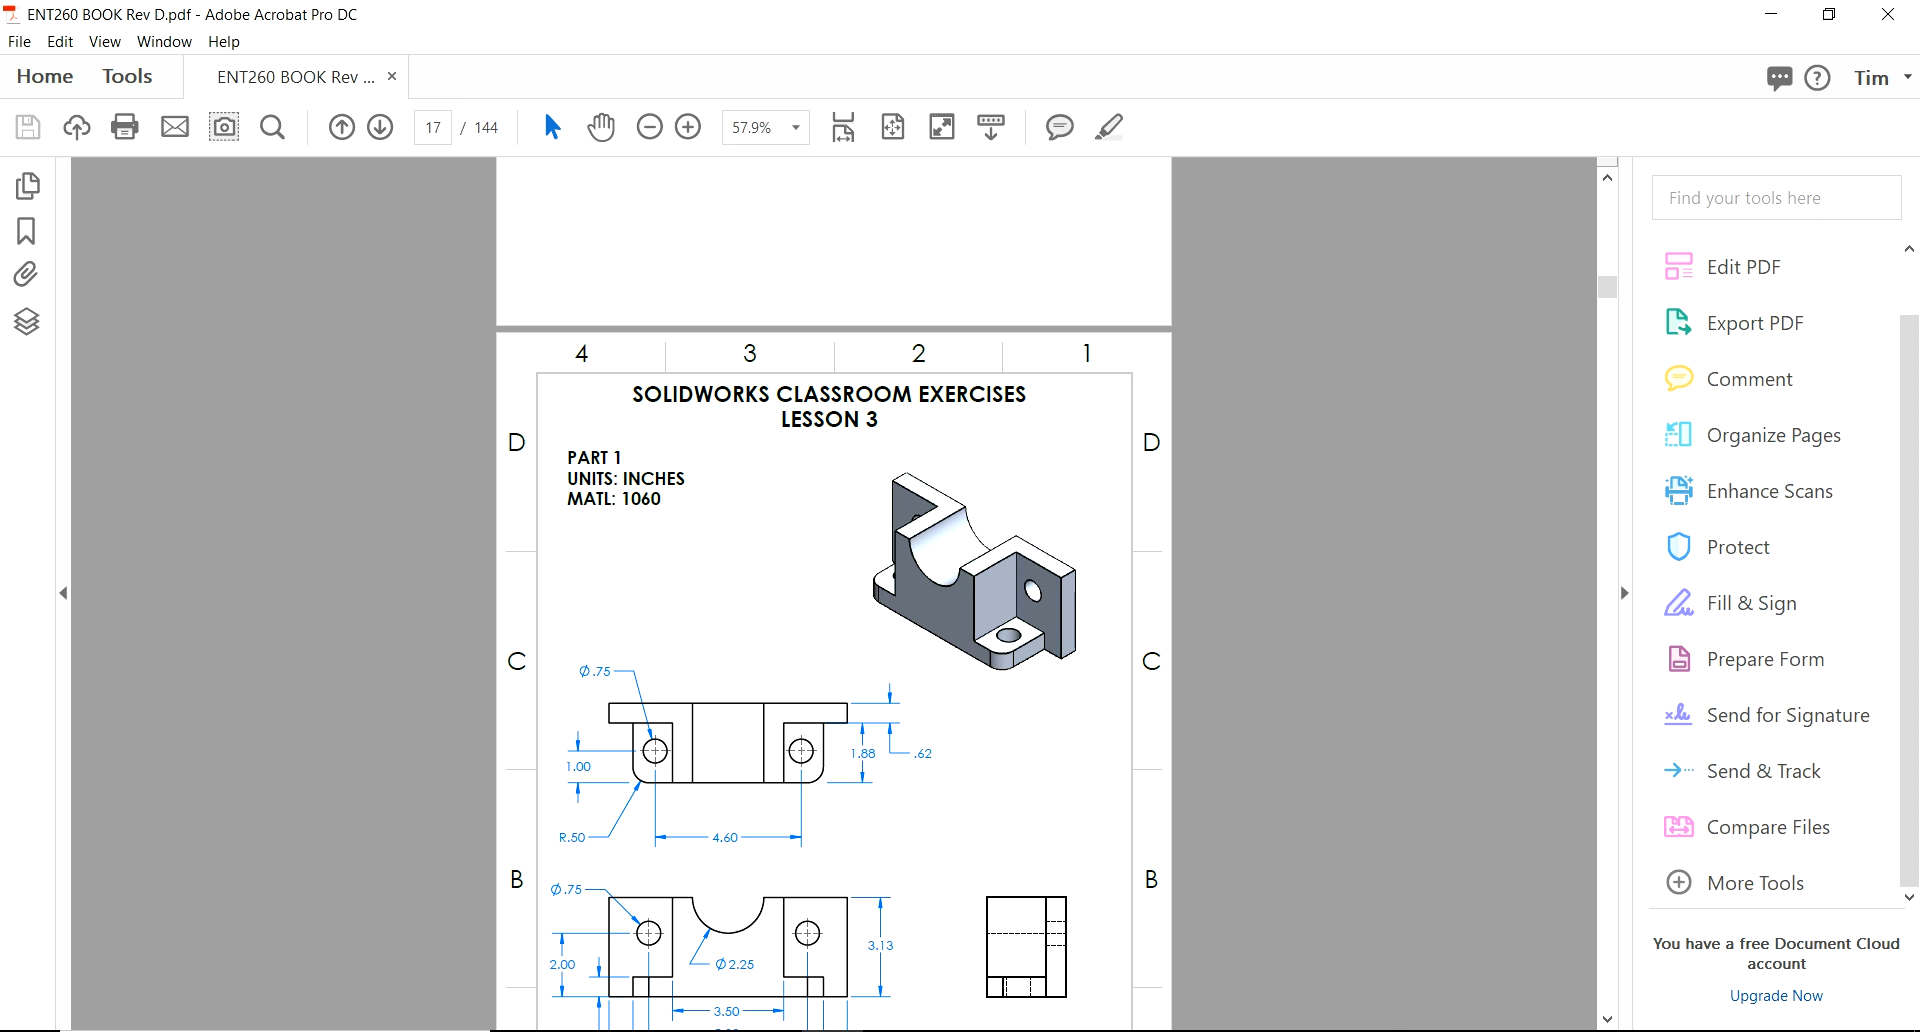 ENT260 BOOK Rev D.pdf - Adobe Acrobat Pro DC
File Edit View Window Help
Home Tools ENT260 BOOK Rev ... × Tim
17 / 144 57.9%
Find your tools here
Edit PDF
Export PDF
Comment
Organize Pages
Enhance Scans
Protect
Fill & Sign
Prepare Form
Send for Signature
Send & Track
Compare Files
More Tools
You have a free Document Cloud
account
Upgrade Now
4 3 2 1
SOLIDWORKS CLASSROOM EXERCISES
LESSON 3
D D
PART 1
UNITS: INCHES
MATL: 1060
C C
Ø.75
1.88 .62
1.00
R.50 4.60
B B
Ø.75
3.13
2.00 Ø2.25
3.50